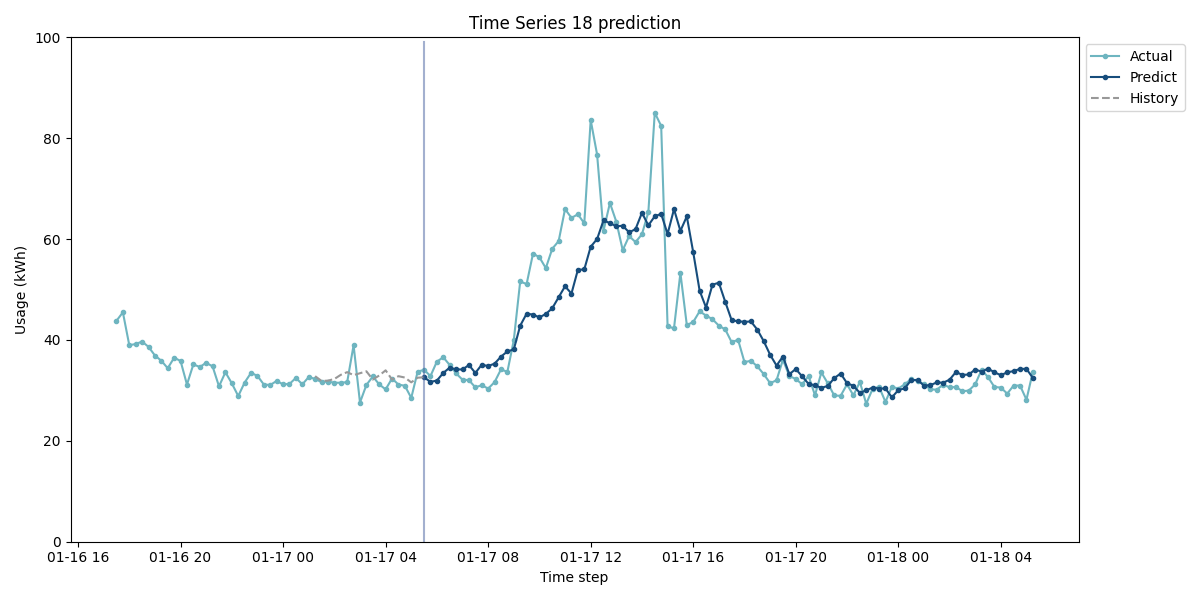 Time Series 18 prediction
100
80
60
40
20
0
Usage (kWh)
01-16 16 01-16 20 01-17 00 01-17 04 01-17 08 01-17 12 01-17 16 01-17 20 01-18 00 01-18 04
Time step
Actual
Predict
History